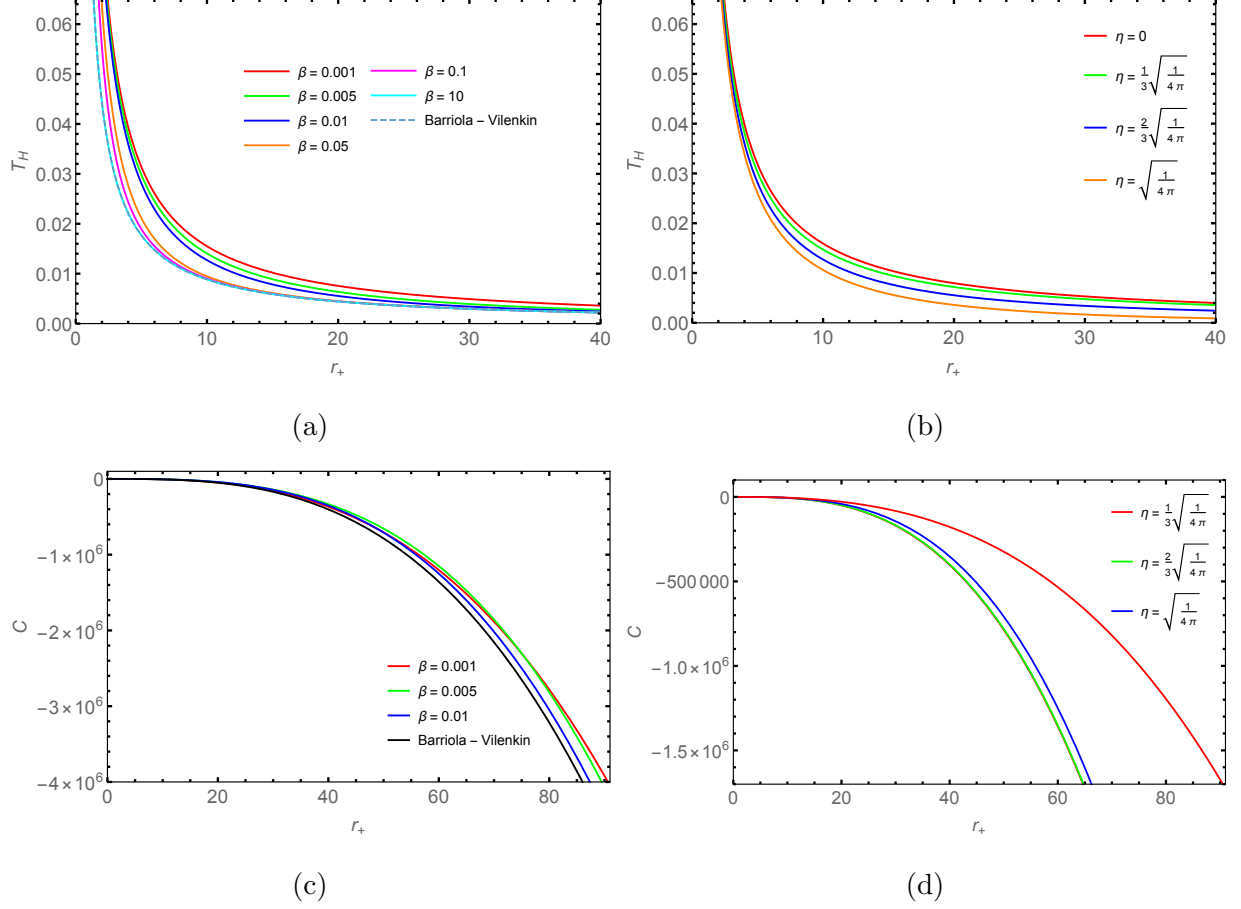 0.06
0.05
0.04
0.03
0.02
0.01
0.00
T_H
0 10 20 30 40
r_+
β = 0.001
β = 0.005
β = 0.01
β = 0.05
β = 0.1
β = 10
Barriola – Vilenkin
(a)
0.06
0.05
0.04
0.03
0.02
0.01
0.00
T_H
0 10 20 30 40
r_+
η = 0
η = 1/3 √(1/(4 π))
η = 2/3 √(1/(4 π))
η = √(1/(4 π))
(b)
0
−1 × 10^6
−2 × 10^6
−3 × 10^6
−4 × 10^6
C
0 20 40 60 80
r_+
β = 0.001
β = 0.005
β = 0.01
Barriola – Vilenkin
(c)
0
−500 000
−1.0 × 10^6
−1.5 × 10^6
C
0 20 40 60 80
r_+
η = 1/3 √(1/(4 π))
η = 2/3 √(1/(4 π))
η = √(1/(4 π))
(d)